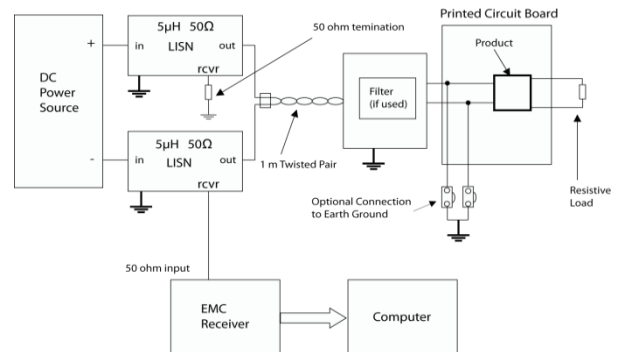 Printed Circuit Board
5µH 50Ω
LISN
in
out
rcvr
+
50 ohm temination
Product
DC
Power
Source
Filter
(if used)
5µH 50Ω
LISN
in
out
rcvr
-
1 m Twisted Pair
Optional Connection
to Earth Ground
Resistive
Load
50 ohm input
EMC
Receiver
Computer